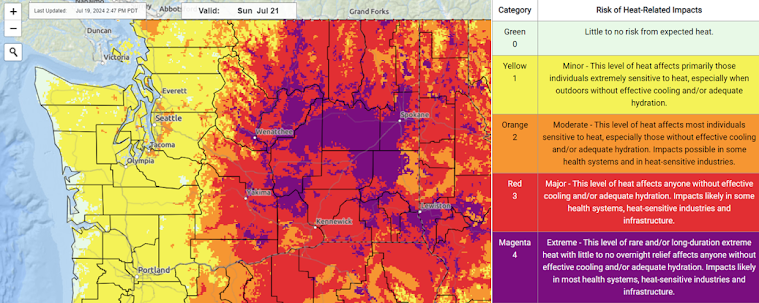 +
−
Last Updated: Jul 19, 2024 2:47 PM PDT
Abbots
Valid: Sun Jul 21
Grand Forks
Duncan
Victoria
Everett
Seattle
Tacoma
Olympia
Wenatchee
Spokane
Yakima
Kennewick
Lewiston
Portland
Category
Risk of Heat-Related Impacts
Green
0
Little to no risk from expected heat.
Yellow
1
Minor - This level of heat affects primarily those
individuals extremely sensitive to heat, especially when
outdoors without effective cooling and/or adequate
hydration.
Orange
2
Moderate - This level of heat affects most individuals
sensitive to heat, especially those without effective cooling
and/or adequate hydration. Impacts possible in some
health systems and in heat-sensitive industries.
Red
3
Major - This level of heat affects anyone without effective
cooling and/or adequate hydration. Impacts likely in some
health systems, heat-sensitive industries and
infrastructure.
Magenta
4
Extreme - This level of rare and/or long-duration extreme
heat with little to no overnight relief affects anyone without
effective cooling and/or adequate hydration. Impacts likely
in most health systems, heat-sensitive industries and
infrastructure.